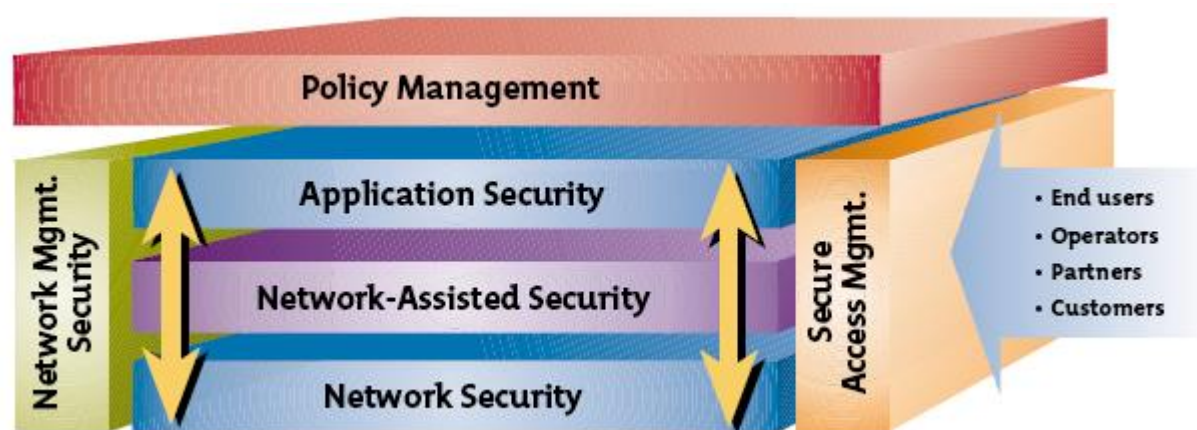 Policy Management
Network Mgmt.
Security
Application Security
Network-Assisted Security
Network Security
Secure
Access Mgmt.
• End users
• Operators
• Partners
• Customers